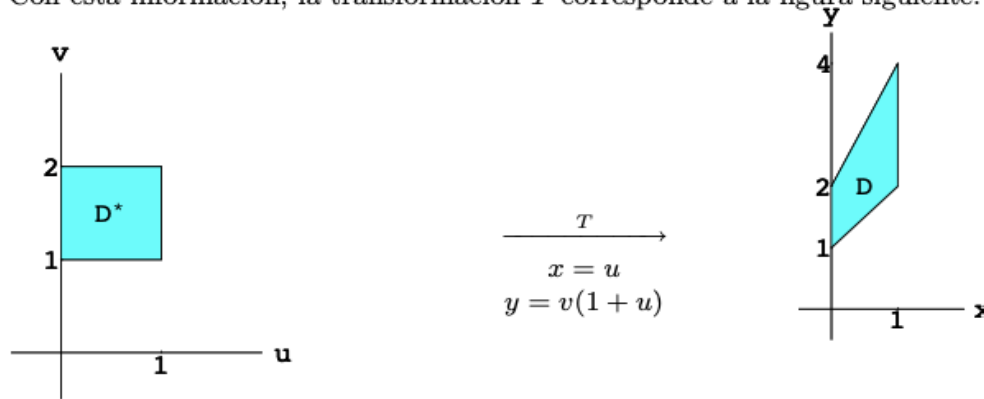 Con esta información, la transformación T corresponde a la figura siguiente.
v
2
D*
1
1
u
T
x = u
y = v(1 + u)
y
4
2
D
1
1
x